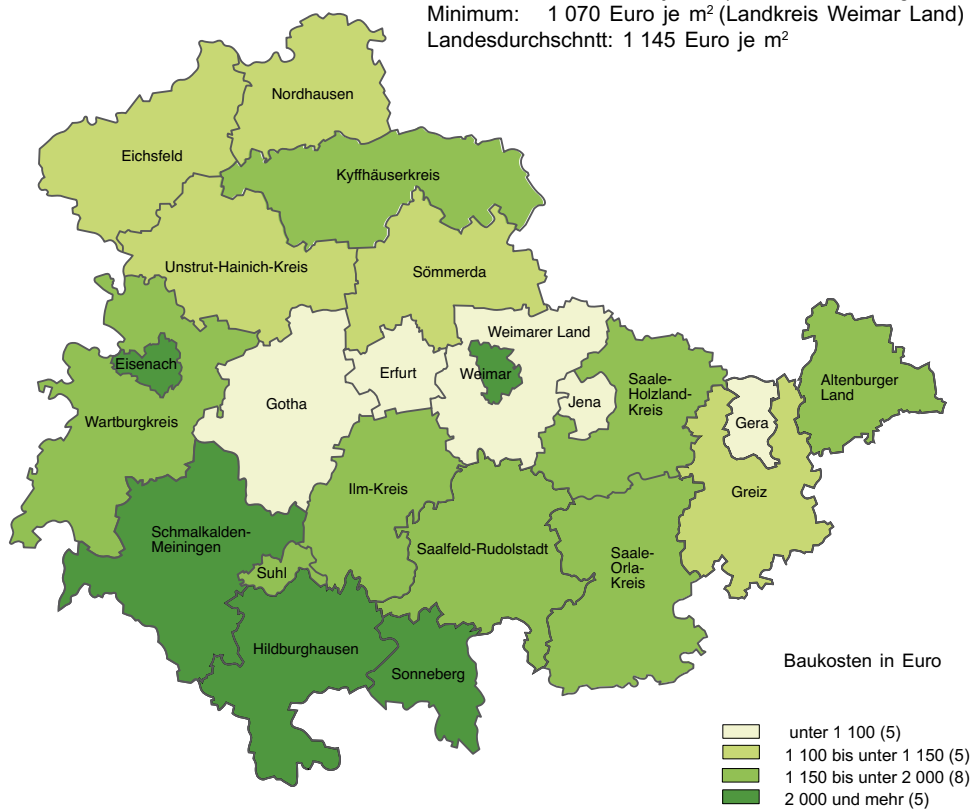 Minimum: 1 070 Euro je m² (Landkreis Weimar Land)
Landesdurchschntt: 1 145 Euro je m²
Nordhausen
Eichsfeld
Kyffhäuserkreis
Unstrut-Hainich-Kreis
Sömmerda
Weimarer Land
Eisenach
Erfurt
Weimar
Gotha
Jena
Saale-
Holzland-
Kreis
Altenburger
Land
Wartburgkreis
Gera
Ilm-Kreis
Greiz
Schmalkalden-
Meiningen
Saalfeld-Rudolstadt
Saale-
Orla-
Kreis
Suhl
Hildburghausen
Sonneberg
Baukosten in Euro
unter 1 100 (5)
1 100 bis unter 1 150 (5)
1 150 bis unter 2 000 (8)
2 000 und mehr (5)